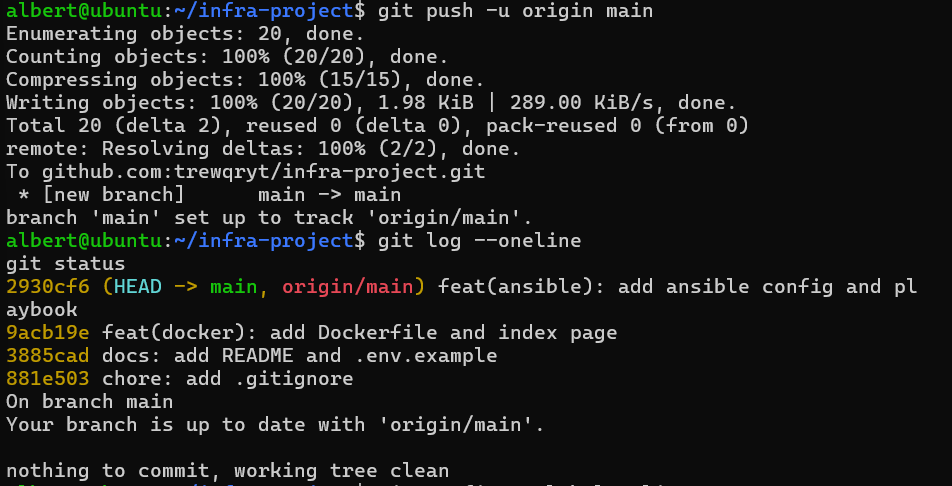 albert@ubuntu:~/infra-project$ git push -u origin main
Enumerating objects: 20, done.
Counting objects: 100% (20/20), done.
Compressing objects: 100% (15/15), done.
Writing objects: 100% (20/20), 1.98 KiB | 289.00 KiB/s, done.
Total 20 (delta 2), reused 0 (delta 0), pack-reused 0 (from 0)
remote: Resolving deltas: 100% (2/2), done.
To github.com:trewqryt/infra-project.git
 * [new branch]      main -> main
branch 'main' set up to track 'origin/main'.
albert@ubuntu:~/infra-project$ git log --oneline
git status
2930cf6 (HEAD -> main, origin/main) feat(ansible): add ansible config and pl
aybook
9acb19e feat(docker): add Dockerfile and index page
3885cad docs: add README and .env.example
881e503 chore: add .gitignore
On branch main
Your branch is up to date with 'origin/main'.

nothing to commit, working tree clean